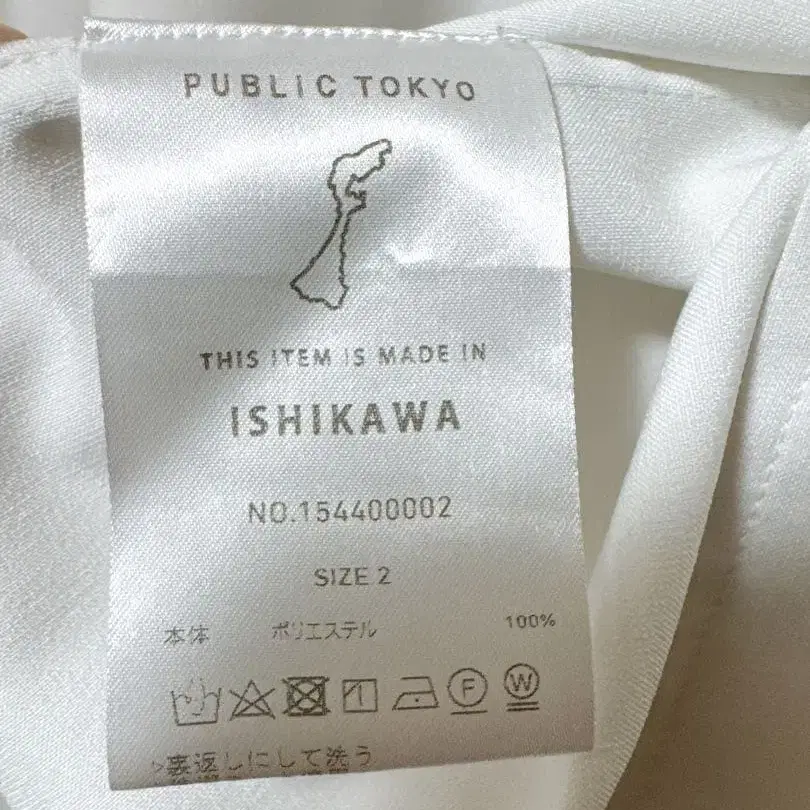 PUBLIC TOKYO
THIS ITEM IS MADE IN
ISHIKAWA
NO.154400002
SIZE 2
本体 ポリエステル 100%
F W
裏返しにして洗う